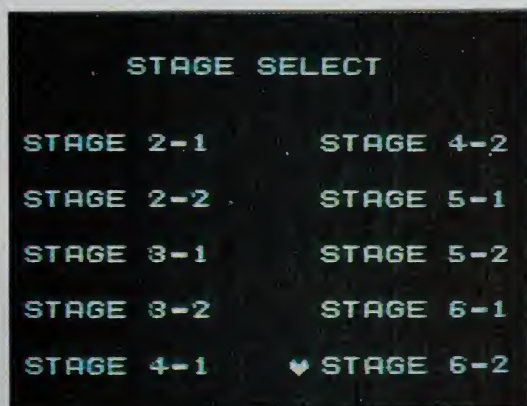 STAGE SELECT
STAGE 2-1
STAGE 2-2
STAGE 3-1
STAGE 3-2
STAGE 4-1
STAGE 4-2
STAGE 5-1
STAGE 5-2
STAGE 6-1
♥ STAGE 6-2